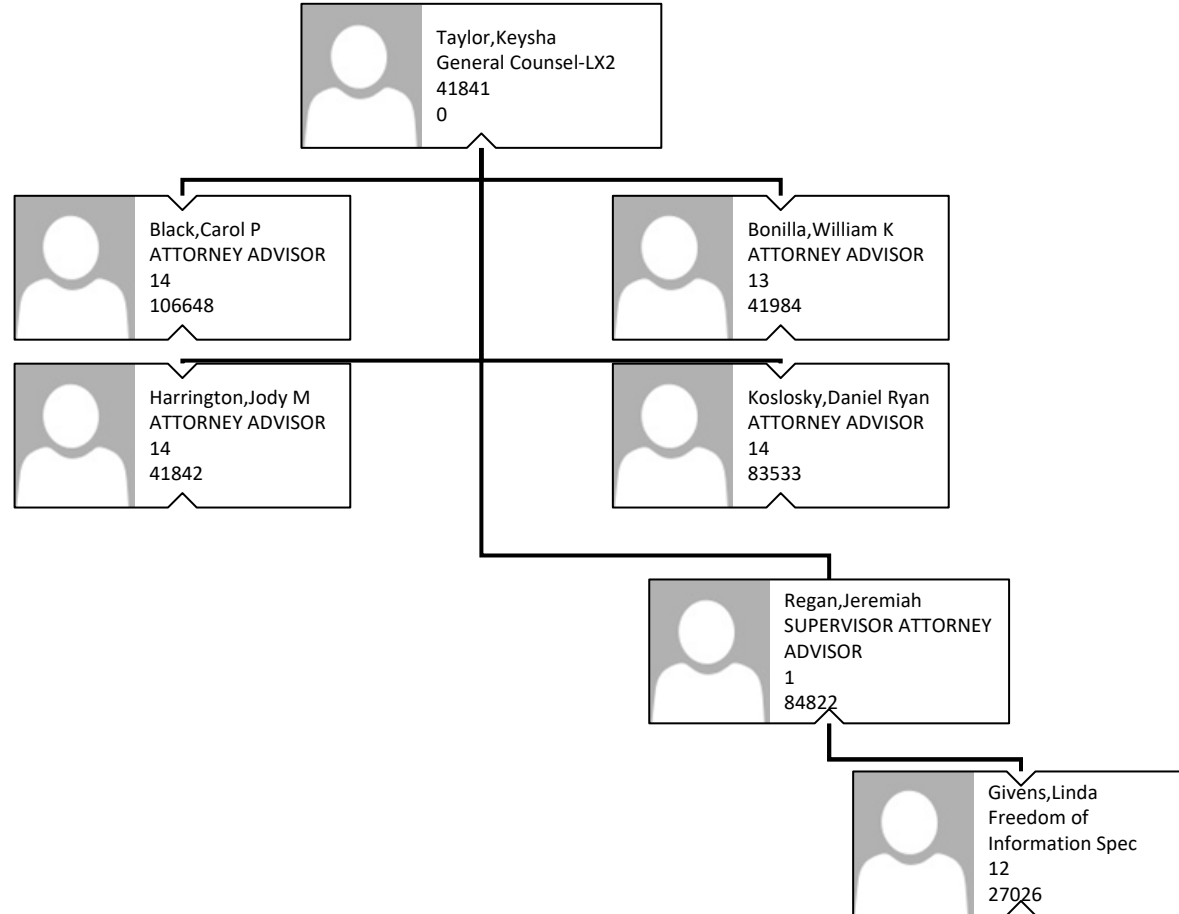 Taylor,Keysha
General Counsel-LX2
41841
0
Black,Carol P
ATTORNEY ADVISOR
14
106648
Bonilla,William K
ATTORNEY ADVISOR
13
41984
Harrington,Jody M
ATTORNEY ADVISOR
14
41842
Koslosky,Daniel Ryan
ATTORNEY ADVISOR
14
83533
Regan,Jeremiah
SUPERVISOR ATTORNEY
ADVISOR
1
84822
Givens,Linda
Freedom of
Information Spec
12
27026